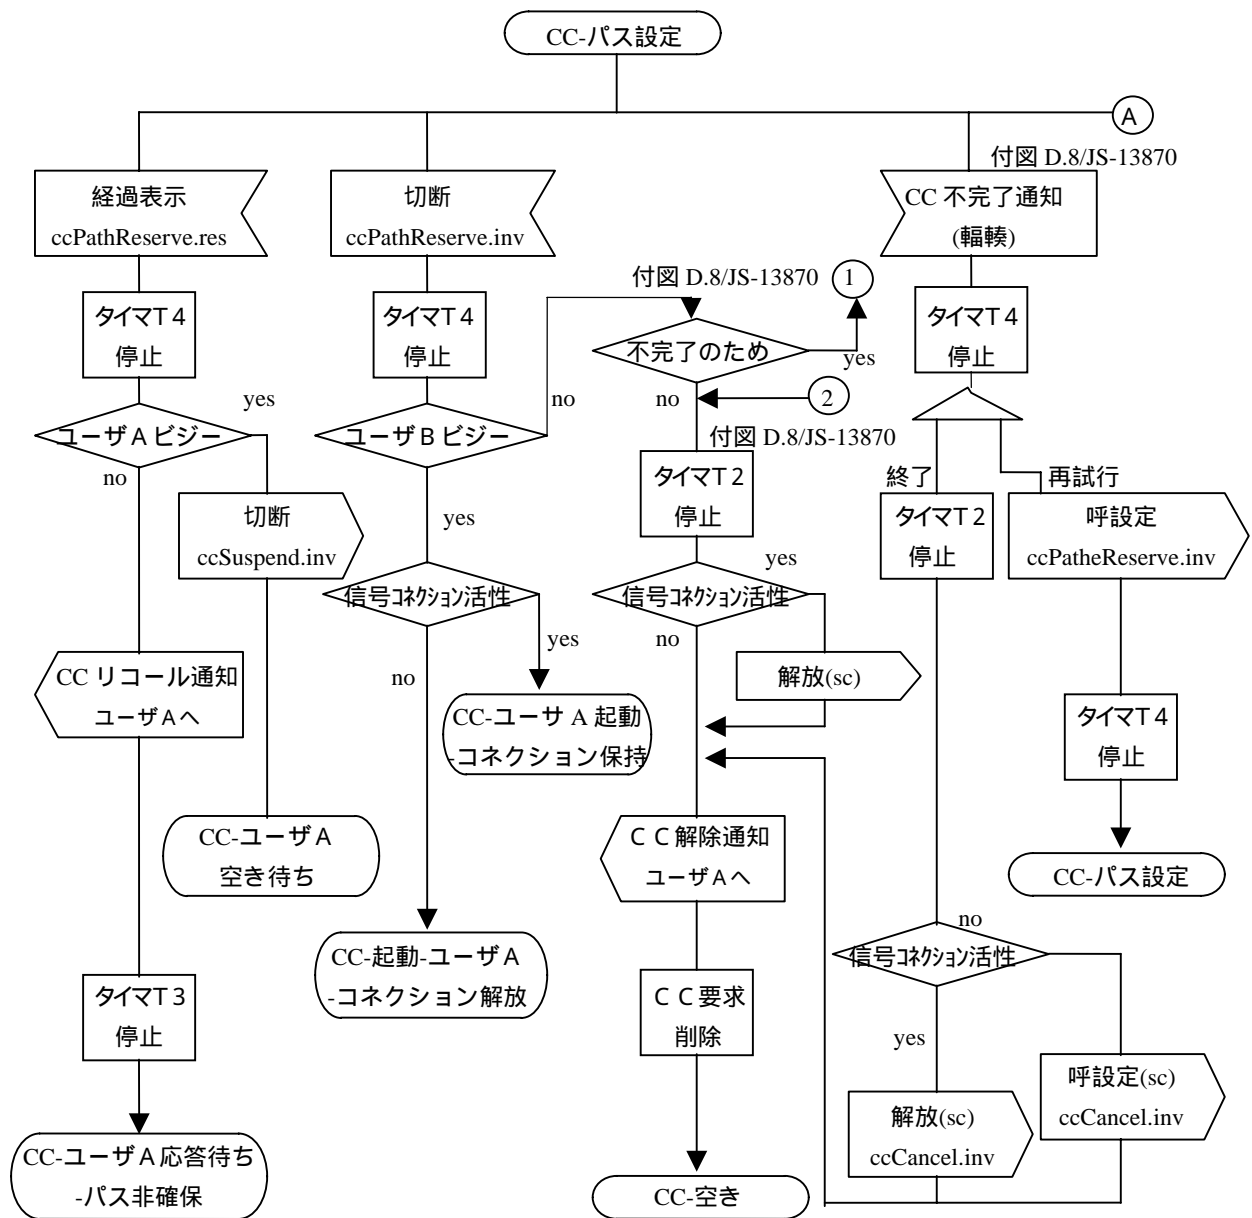 CC-パス設定
A
付図 D.8/JS-13870
経過表示
ccPathReserve.res
切断
ccPathReserve.inv
CC 不完了通知
(輻輳)
付図 D.8/JS-13870
1
タイマT4
停止
タイマT4
停止
不完了のため
yes
タイマT4
停止
yes
no
no
2
ユーザAビジー
ユーザBビジー
付図 D.8/JS-13870
no
切断
ccSuspend.inv
yes
タイマT2
停止
終了
再試行
タイマT2
停止
呼設定
ccPatheReserve.inv
yes
信号コネクション活性
信号コネクション活性
yes
no
no
CC リコール通知
ユーザAへ
解放(sc)
CC-ユーサ A 起動
-コネクション保持
タイマT4
停止
CC-ユーザA
空き待ち
CC解除通知
ユーザAへ
CC-パス設定
no
CC-起動-ユーザA
-コネクション解放
信号コネクション活性
タイマT3
停止
CC要求
削除
yes
呼設定(sc)
ccCancel.inv
解放(sc)
ccCancel.inv
CC-ユーザA応答待ち
-パス非確保
CC-空き